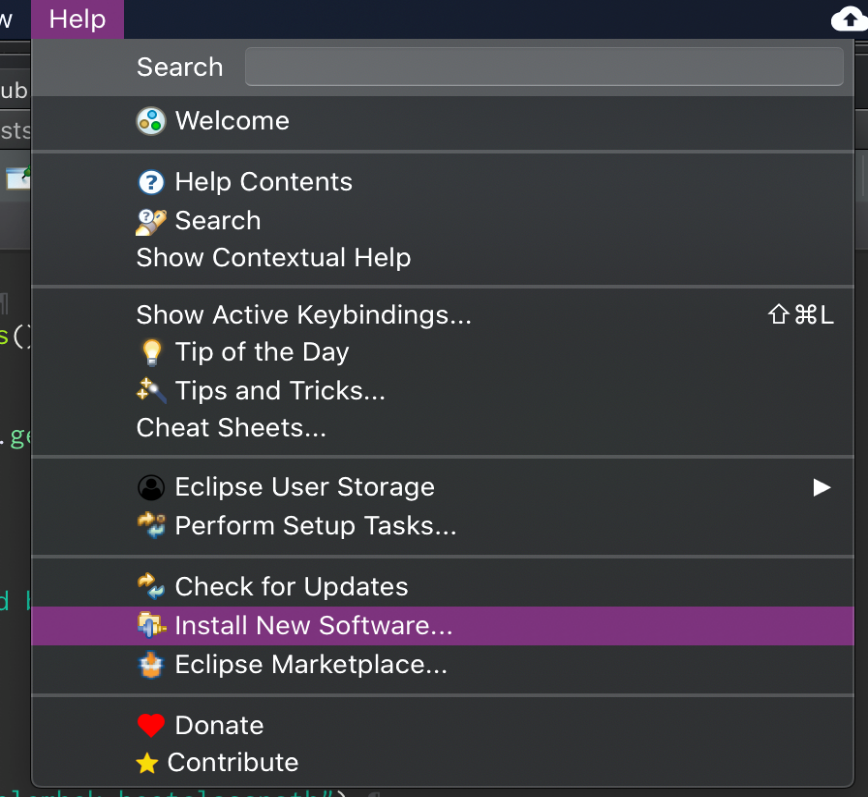 Help
Search
Welcome
Help Contents
Search
Show Contextual Help
Show Active Keybindings... ⇧⌘L
Tip of the Day
Tips and Tricks...
Cheat Sheets...
Eclipse User Storage
Perform Setup Tasks...
Check for Updates
Install New Software...
Eclipse Marketplace...
Donate
Contribute